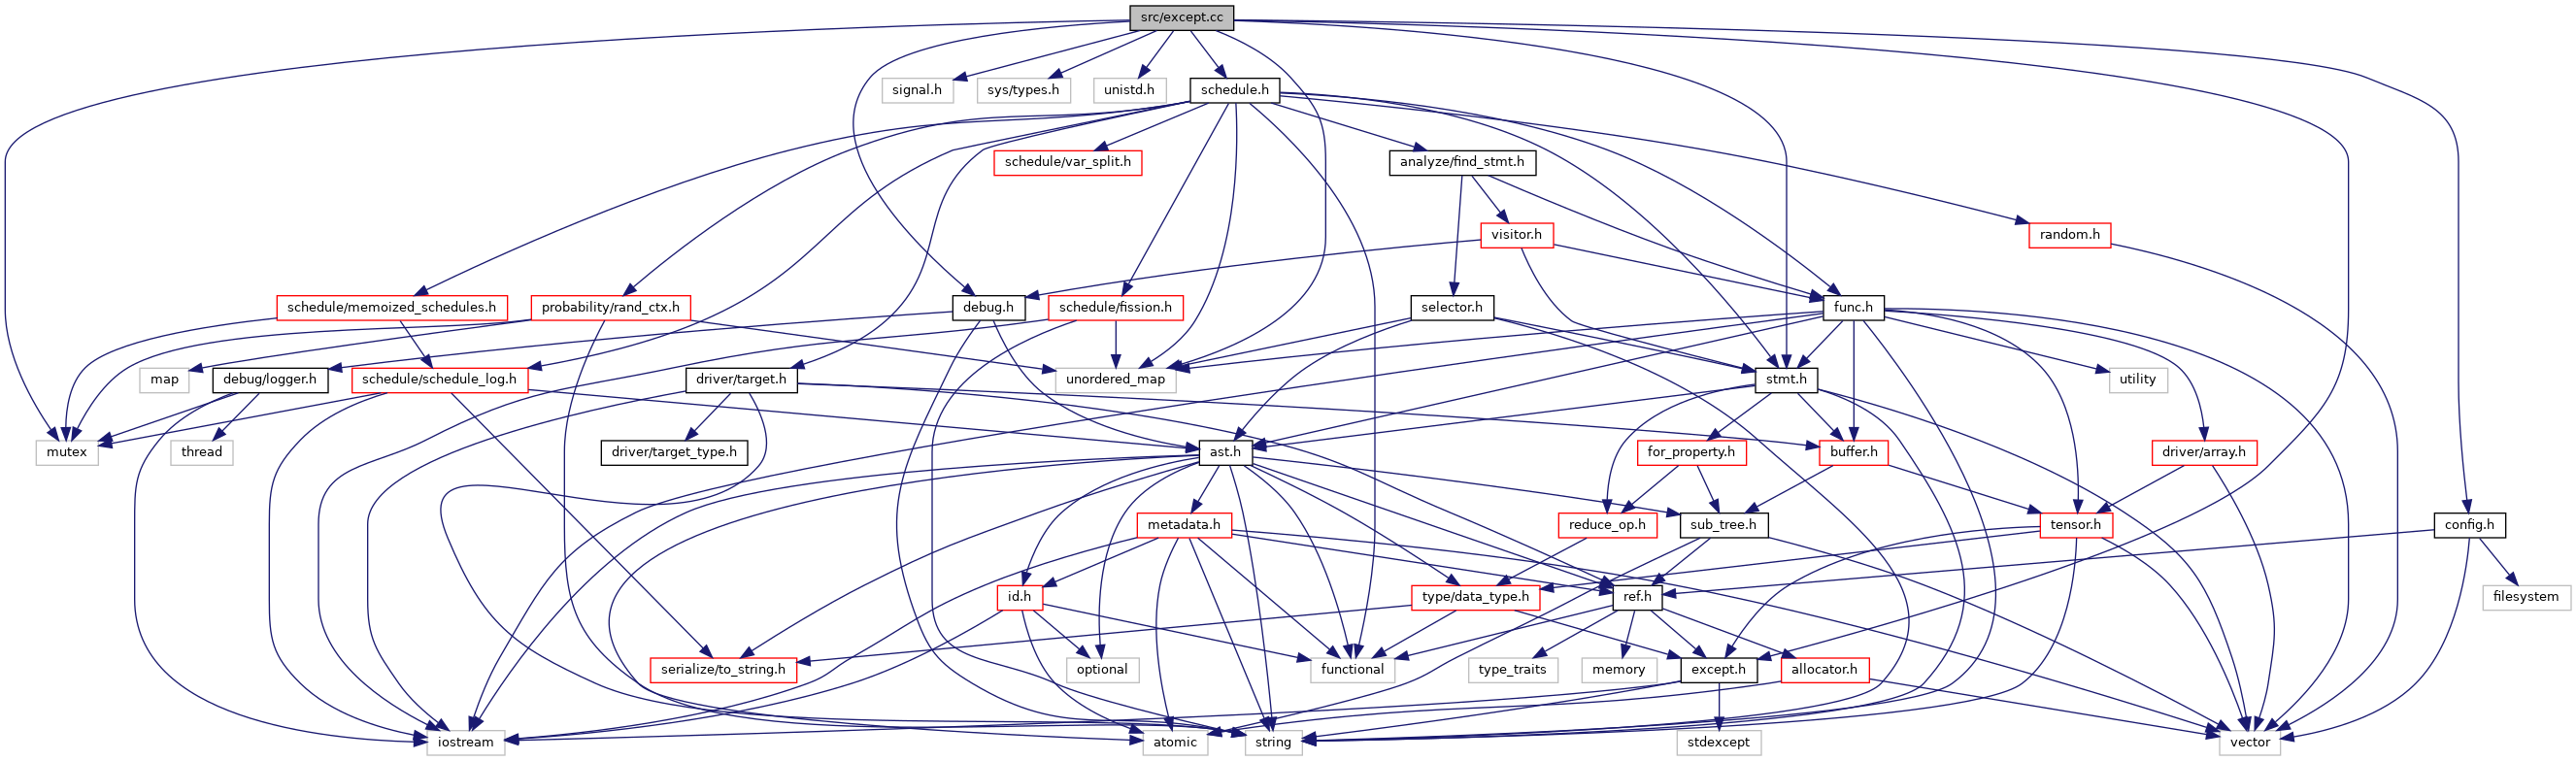 src/except.cc
signal.h
sys/types.h
unistd.h
schedule.h
schedule/var_split.h
analyze/find_stmt.h
visitor.h
random.h
schedule/memoized_schedules.h
probability/rand_ctx.h
debug.h
schedule/fission.h
selector.h
func.h
map
debug/logger.h
schedule/schedule_log.h
driver/target.h
unordered_map
stmt.h
utility
mutex
thread
driver/target_type.h
ast.h
for_property.h
buffer.h
driver/array.h
metadata.h
reduce_op.h
sub_tree.h
tensor.h
config.h
id.h
type/data_type.h
ref.h
filesystem
serialize/to_string.h
optional
functional
type_traits
memory
except.h
allocator.h
iostream
atomic
string
stdexcept
vector